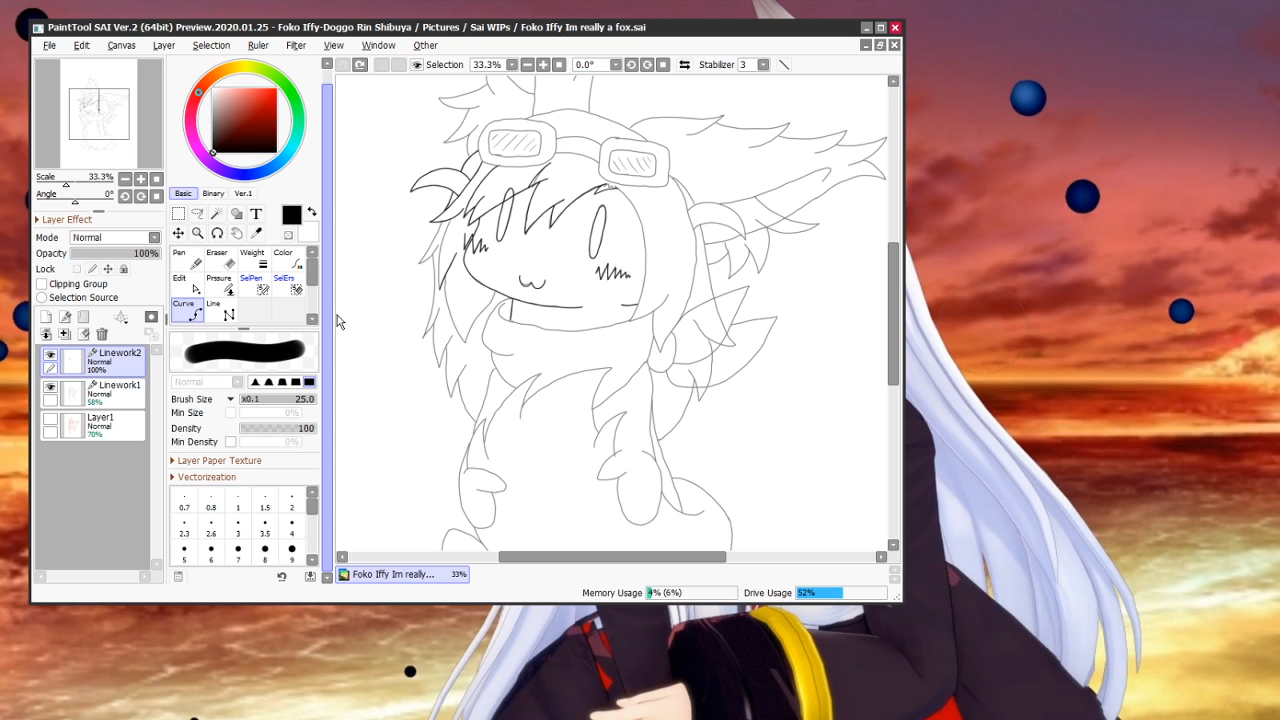 PaintTool SAI Ver.2 (64bit) Preview.2020.01.25 - Foko Iffy-Doggo Rin Shibuya / Pictures / Sai WIPs / Foko Iffy Im really a fox.sai
File Edit Canvas Layer Selection Ruler Filter View Window Other
Selection 33.3% 0.0° Stabilizer 3
Scale 33.3%
Angle 0°
Layer Effect
Mode Normal
Opacity 100%
Lock
Clipping Group
Selection Source
Linework2
Normal
100%
Linework1
Normal
58%
Layer1
Normal
70%
Basic Binary Ver.1
T
Pen Eraser Weight Color
Edit Prssure SelPen SelErs
Curve Line
Normal
Brush Size x0.1 25.0
Min Size 0%
Density 100
Min Density 0%
Layer Paper Texture
Vectorization
0.7 0.8 1 1.5 2
2.3 2.6 3 3.5 4
5 6 7 8 9
Foko Iffy Im really... 33%
Memory Usage 4% (6%) Drive Usage 52%